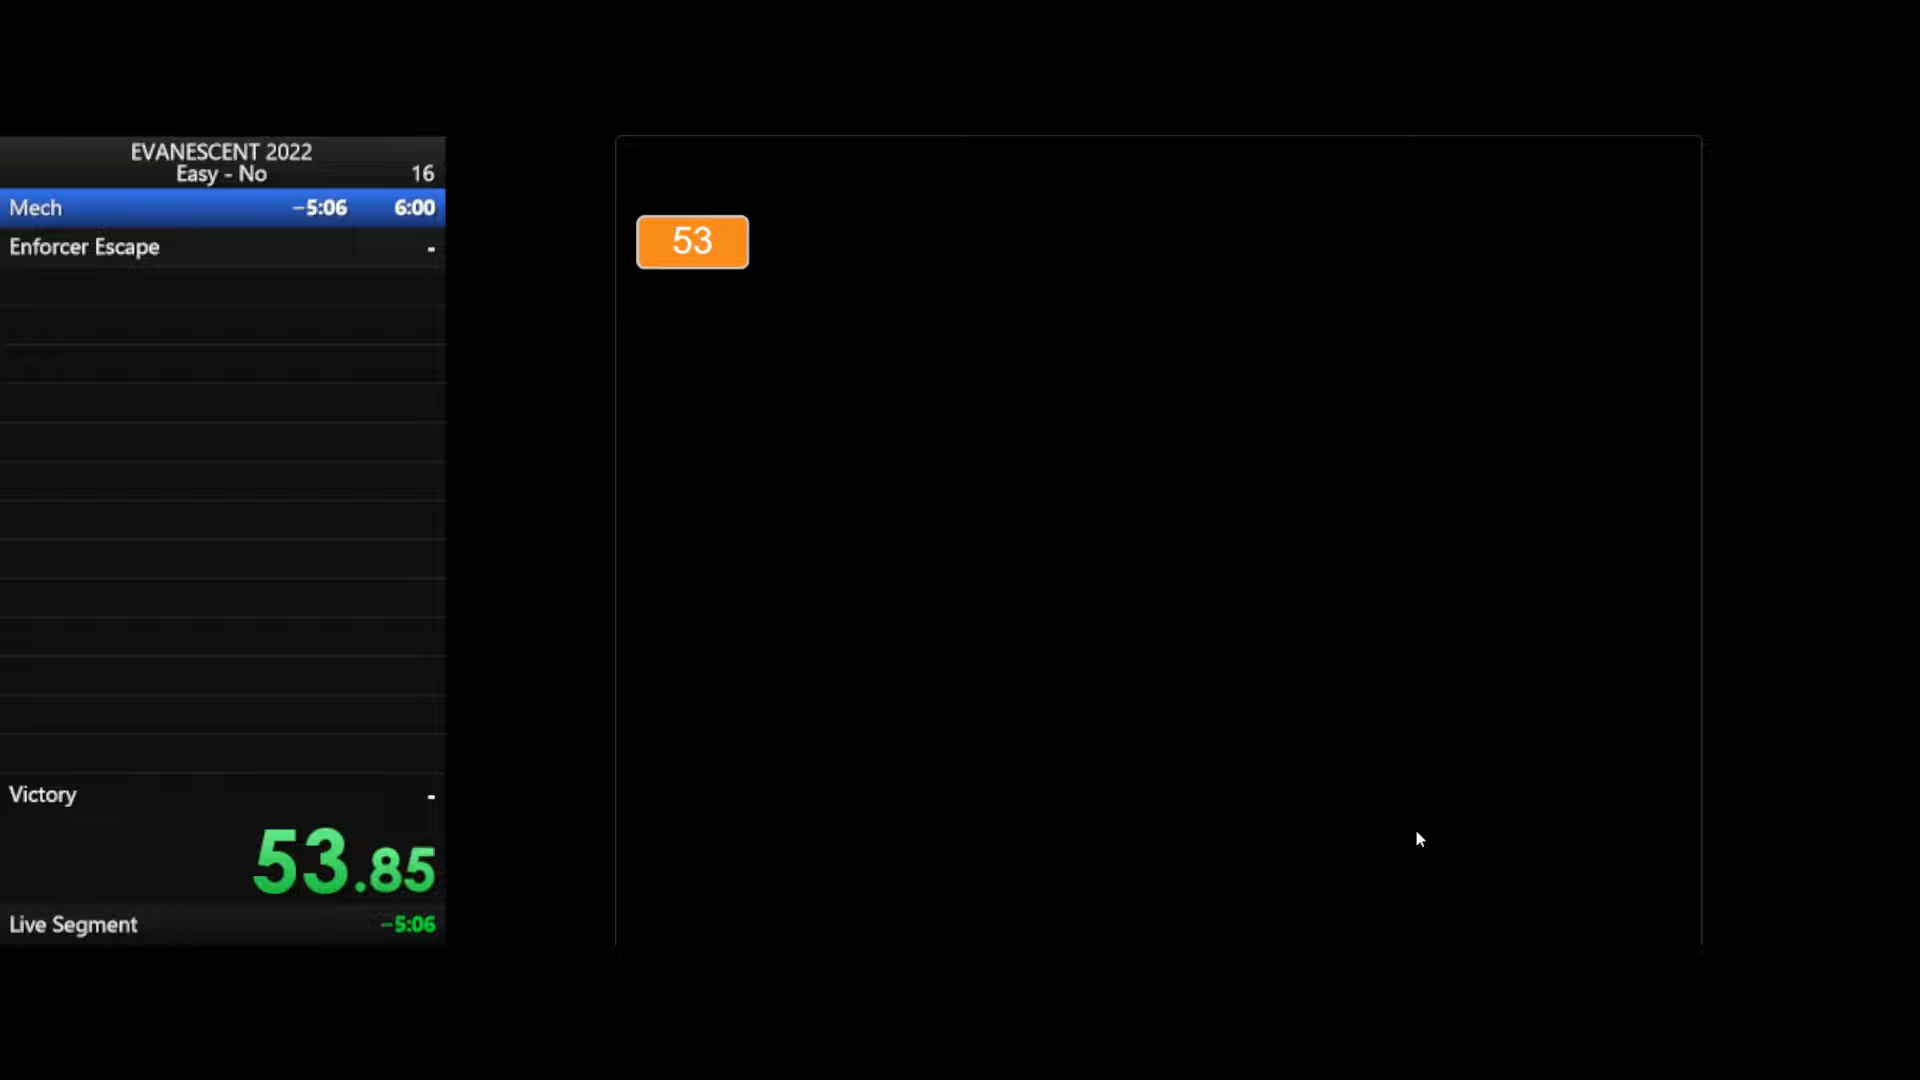 EVANESCENT 2022
Easy - No 16
Mech −5:06 6:00
Enforcer Escape -
Victory -
53.85
Live Segment −5:06
53